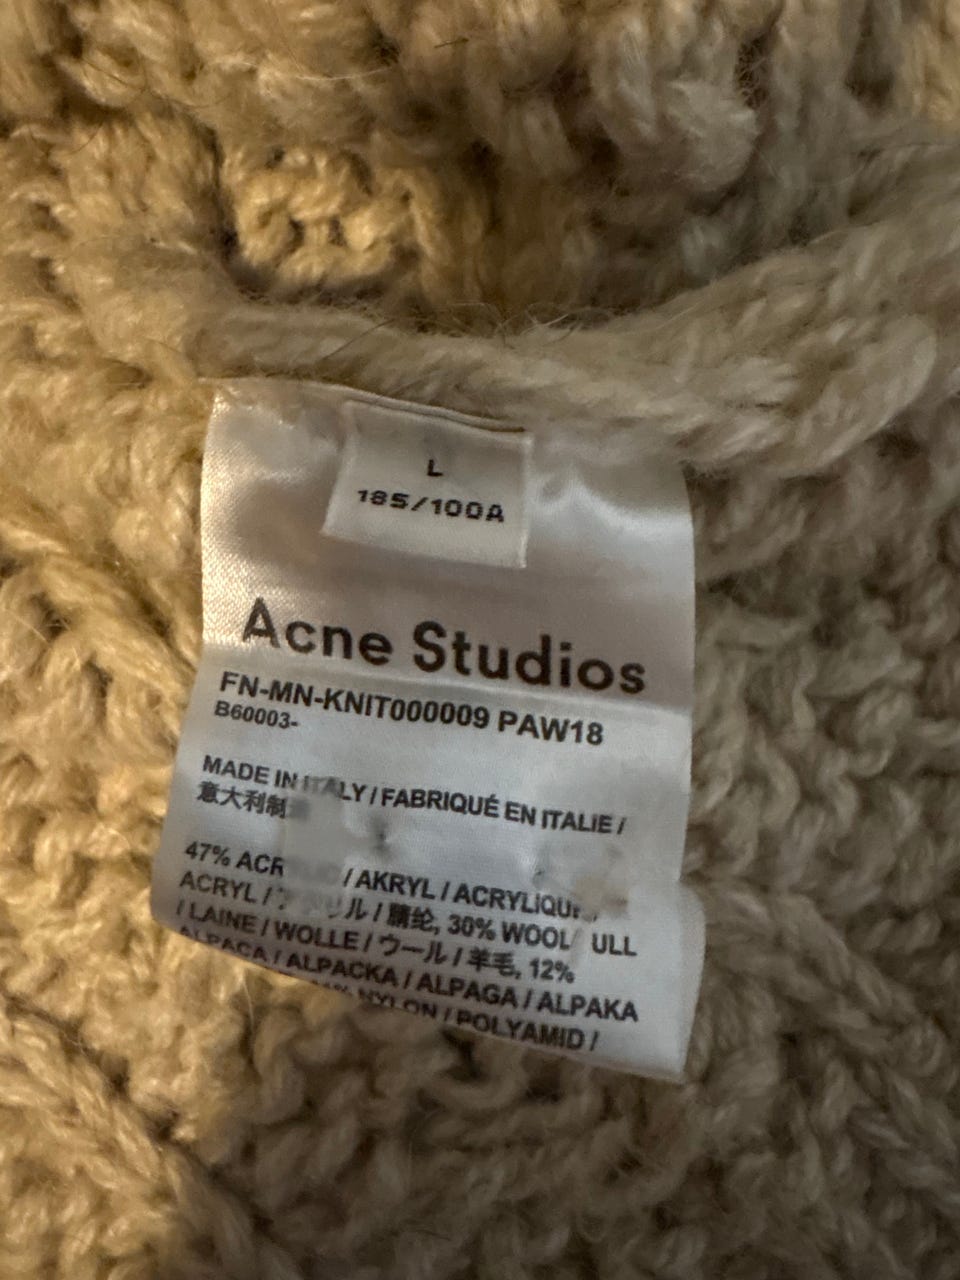 L
185/100A
Acne Studios
FN-MN-KNIT000009 PAW18
B60003-
MADE IN ITALY / FABRIQUÉ EN ITALIE /
意大利制
47% / AKRYL / ACRYLIQUE /
ACRYL / / 腈纶, 30% WOOL ULL
/ LAINE / WOLLE / ウール / 羊毛, 12%
ALPACA / ALPACKA / ALPAGA / ALPAKA
NYLON / POLYAMID /